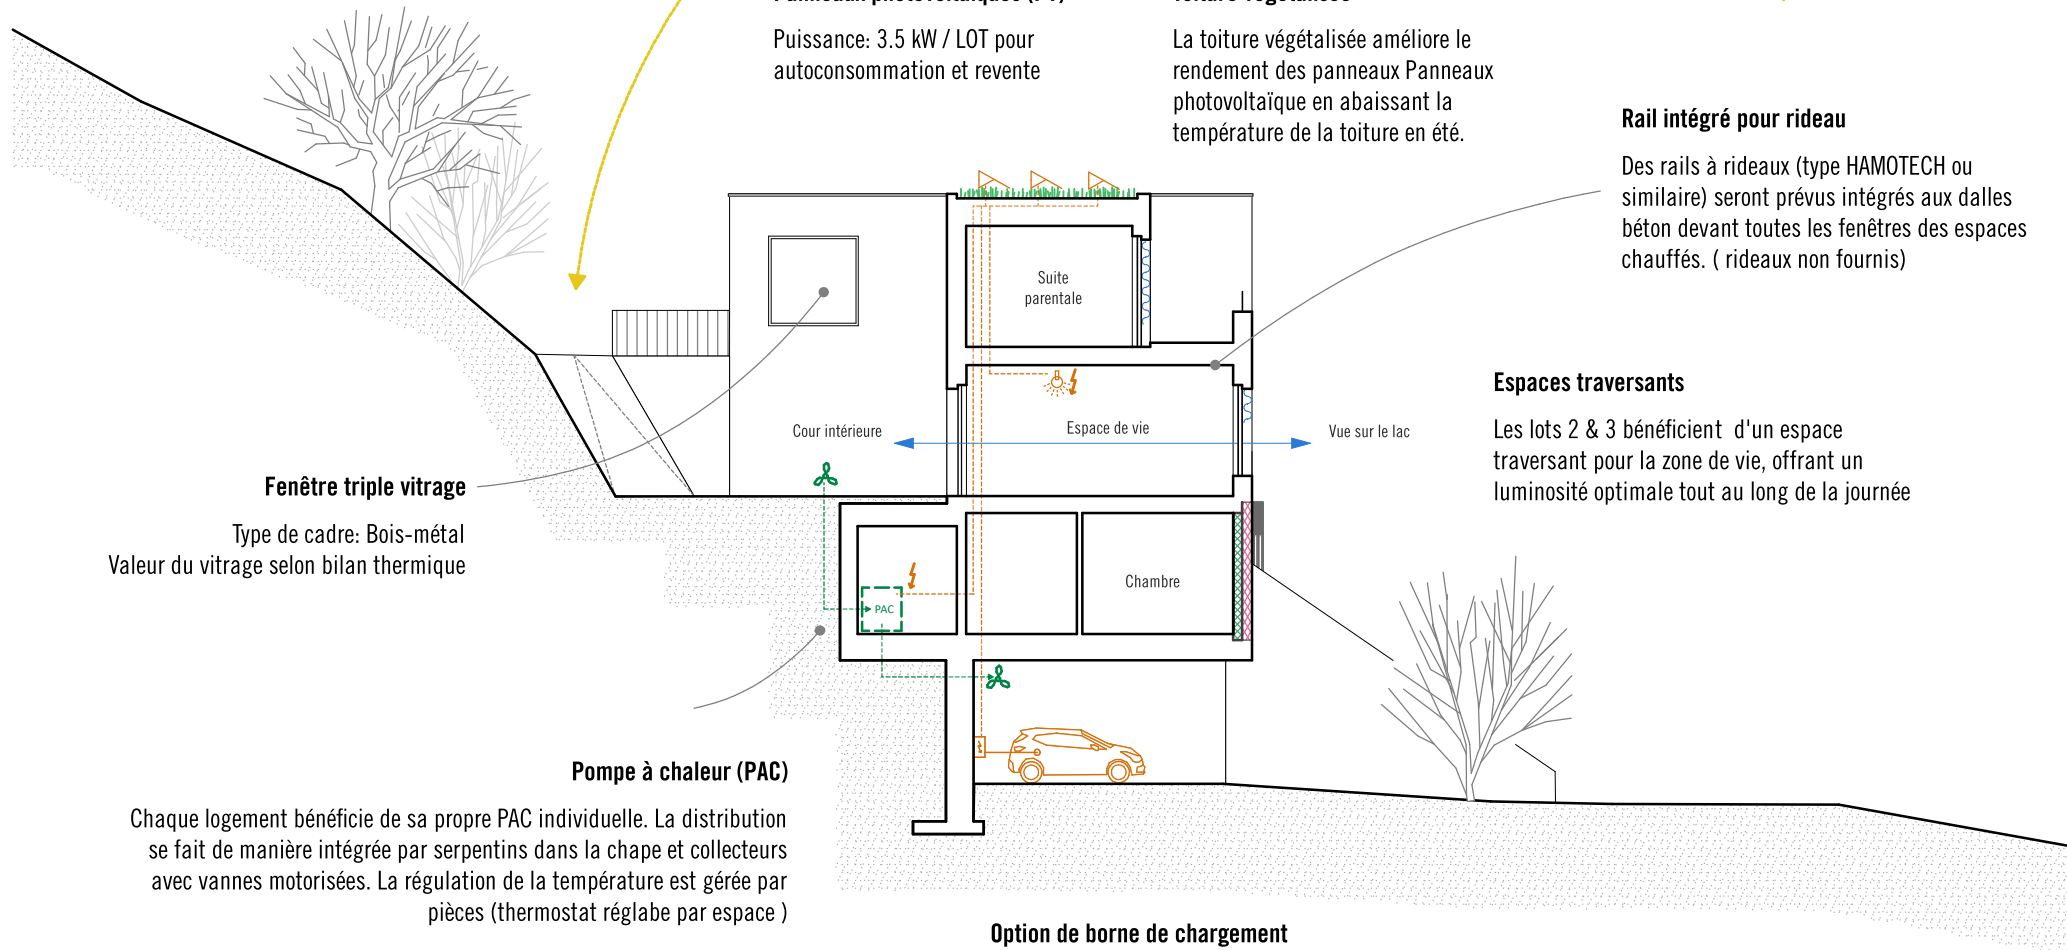 Panneaux photovoltaïques (PV)
Puissance: 3.5 kW / LOT pour
autoconsommation et revente
Toiture végétalisée
La toiture végétalisée améliore le
rendement des panneaux Panneaux
photovoltaïque en abaissant la
température de la toiture en été.
Rail intégré pour rideau
Des rails à rideaux (type HAMOTECH ou
similaire) seront prévus intégrés aux dalles
béton devant toutes les fenêtres des espaces
chauffés. ( rideaux non fournis)
Suite
parentale
Espaces traversants
Les lots 2 & 3 bénéficient  d'un espace
traversant pour la zone de vie, offrant un
luminosité optimale tout au long de la journée
Cour intérieure
Espace de vie
Vue sur le lac
Fenêtre triple vitrage
Type de cadre: Bois-métal
Valeur du vitrage selon bilan thermique
Chambre
PAC
Pompe à chaleur (PAC)
Chaque logement bénéficie de sa propre PAC individuelle. La distribution
se fait de manière intégrée par serpentins dans la chape et collecteurs
avec vannes motorisées. La régulation de la température est gérée par
pièces (thermostat réglabe par espace )
Option de borne de chargement